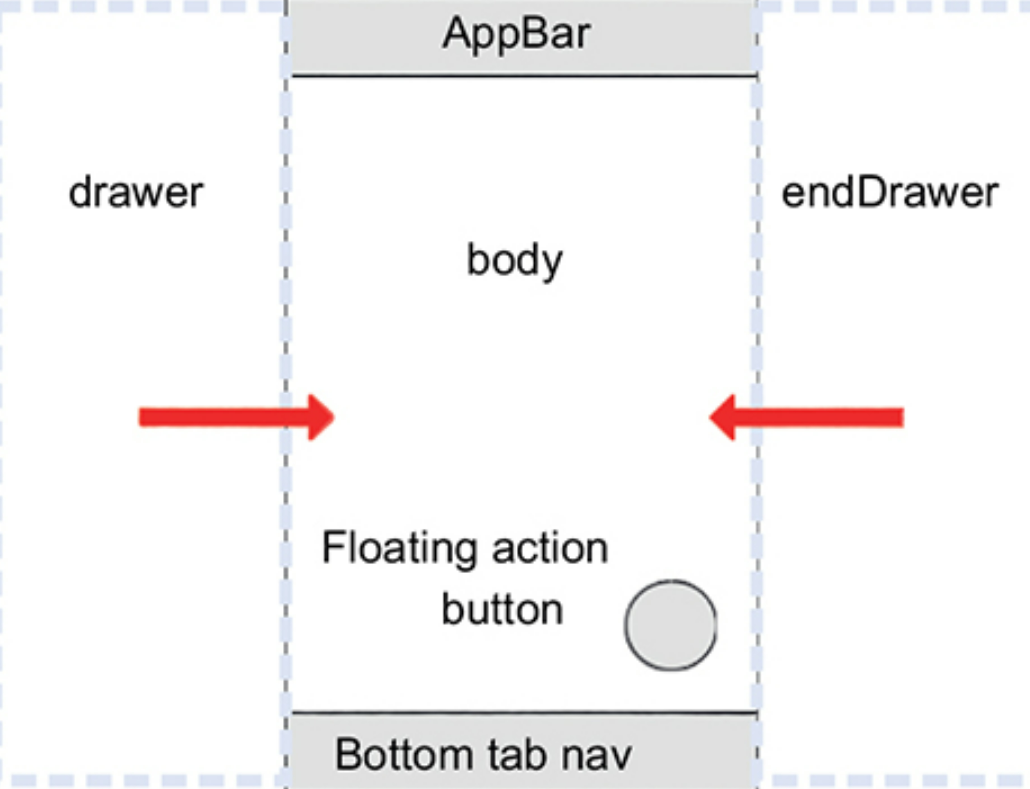 AppBar
drawer
endDrawer
body
Floating action
button
Bottom tab nav